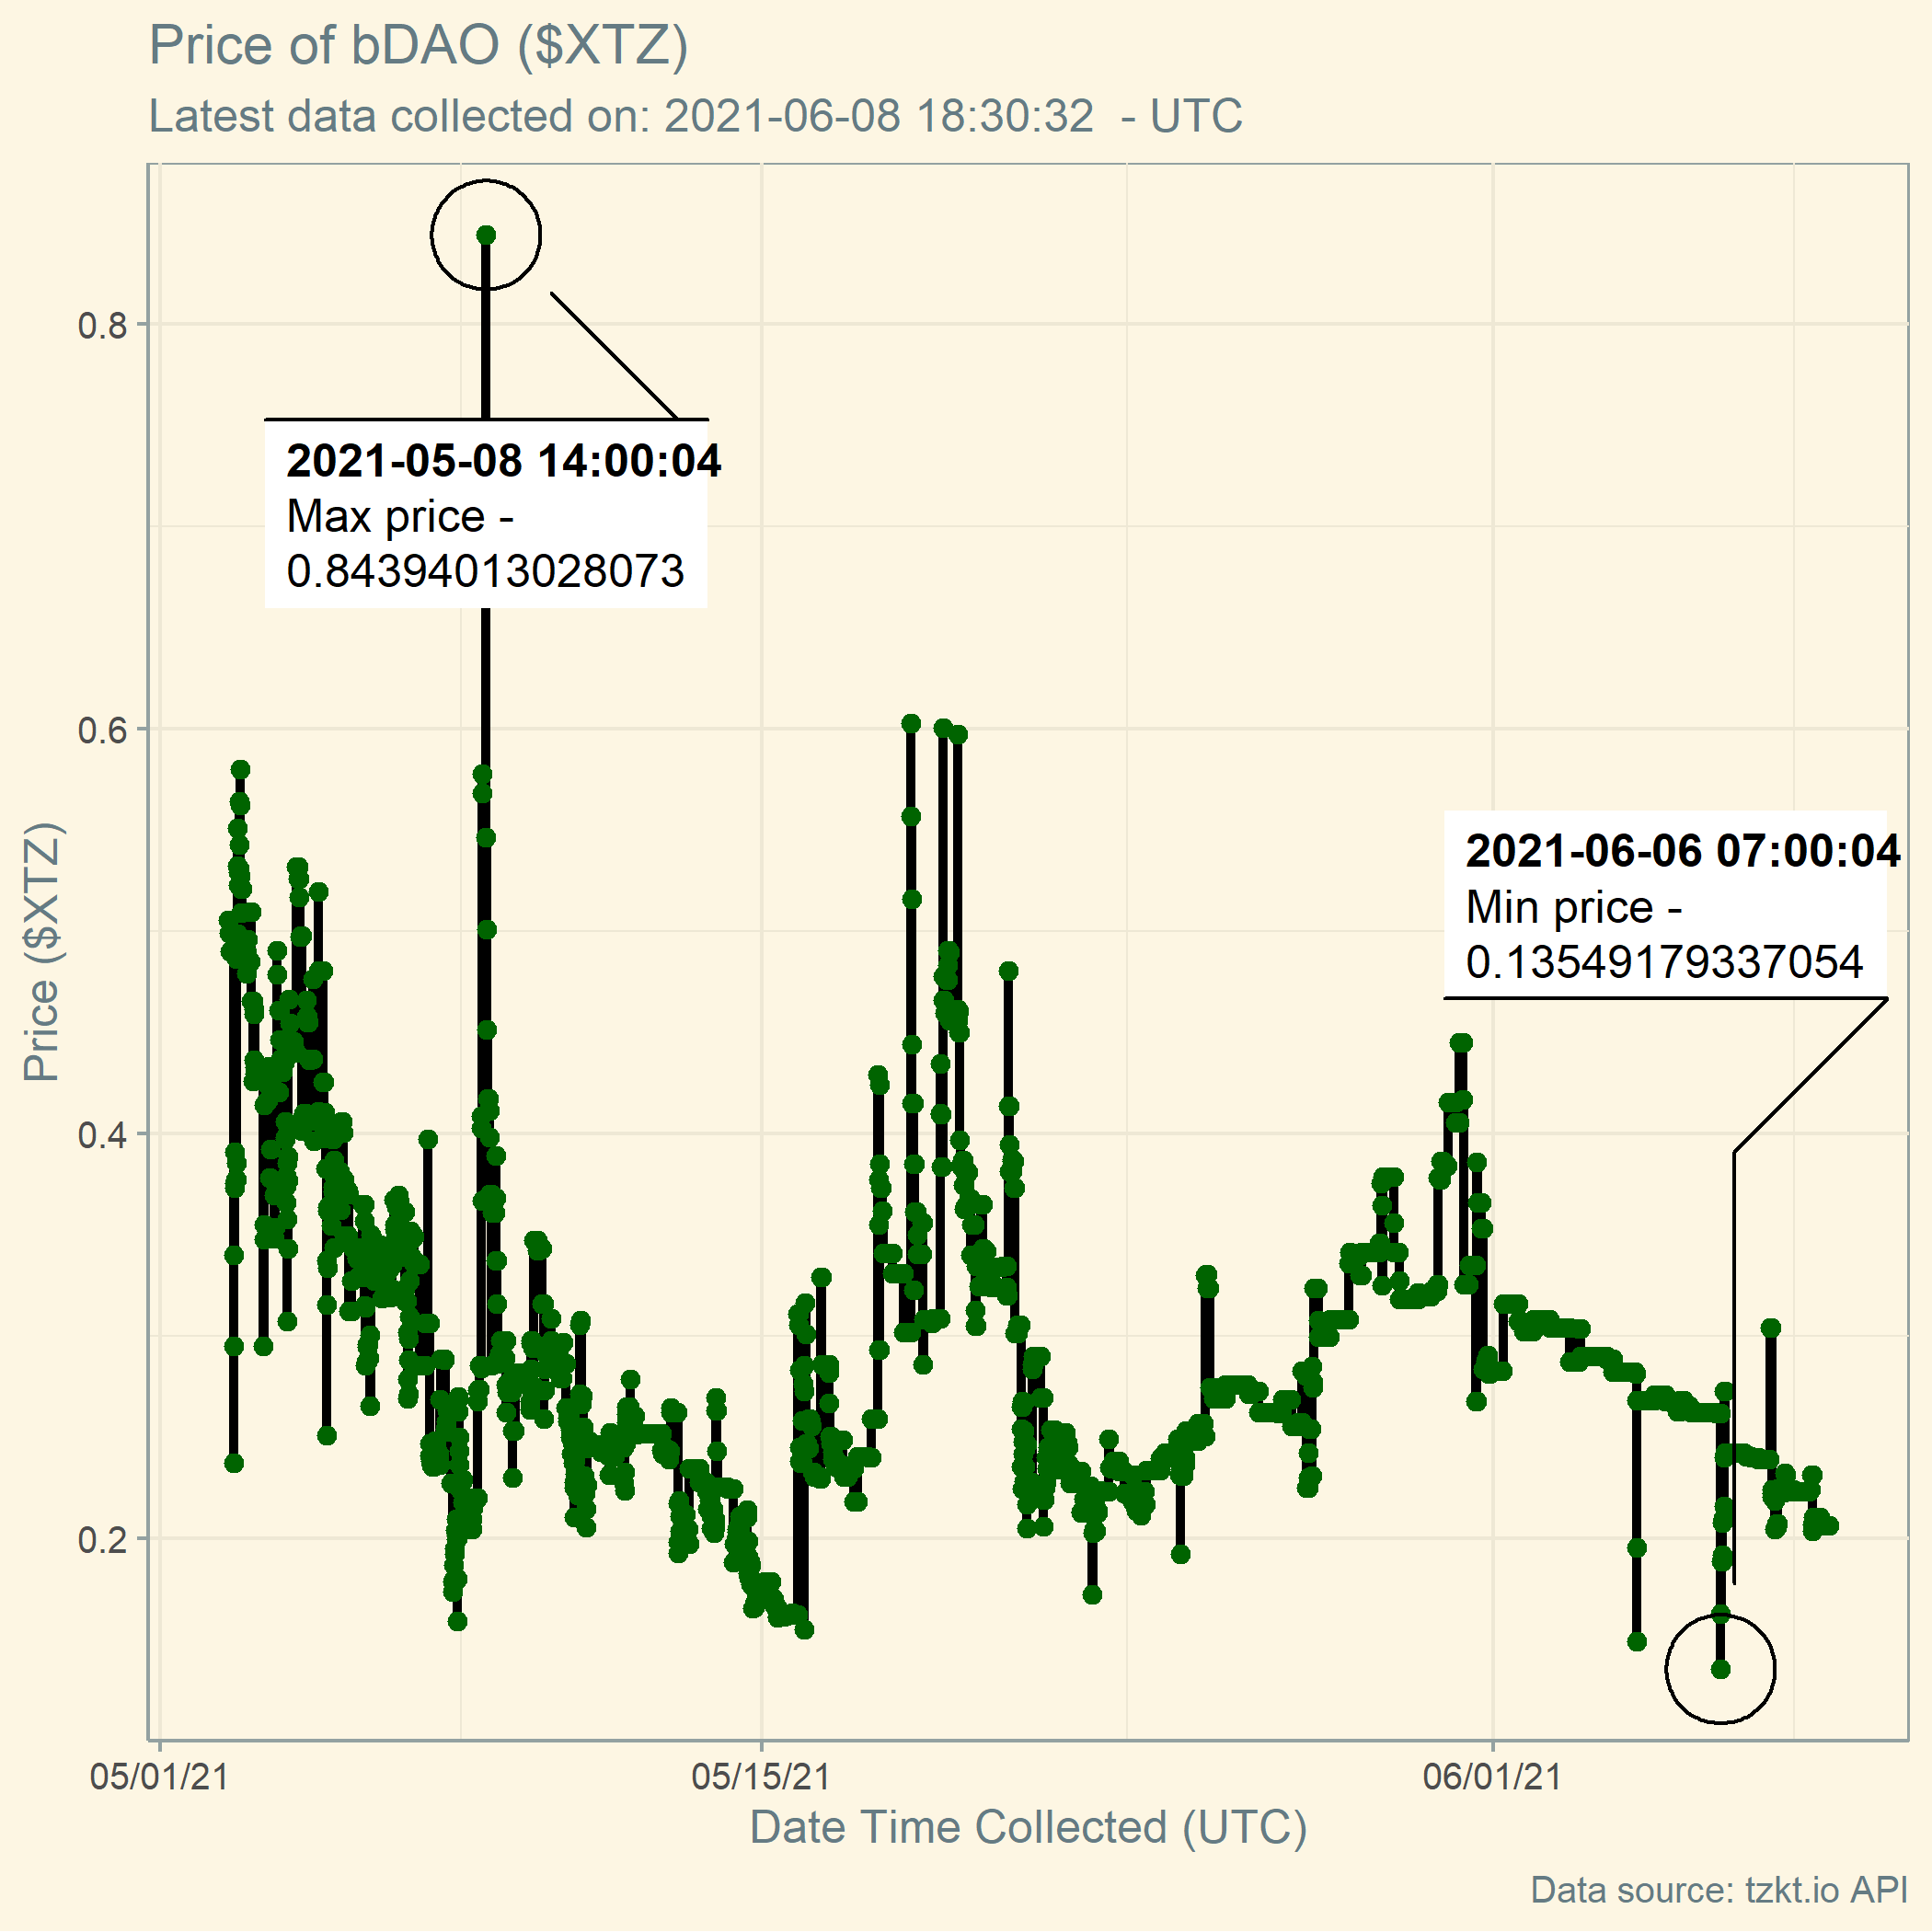 Price of bDAO ($XTZ)
Latest data collected on: 2021-06-08 18:30:32  - UTC
0.8
0.6
0.4
0.2
Price ($XTZ)
2021-05-08 14:00:04
Max price -
0.84394013028073
2021-06-06 07:00:04
Min price -
0.13549179337054
05/01/21
05/15/21
06/01/21
Date Time Collected (UTC)
Data source: tzkt.io API